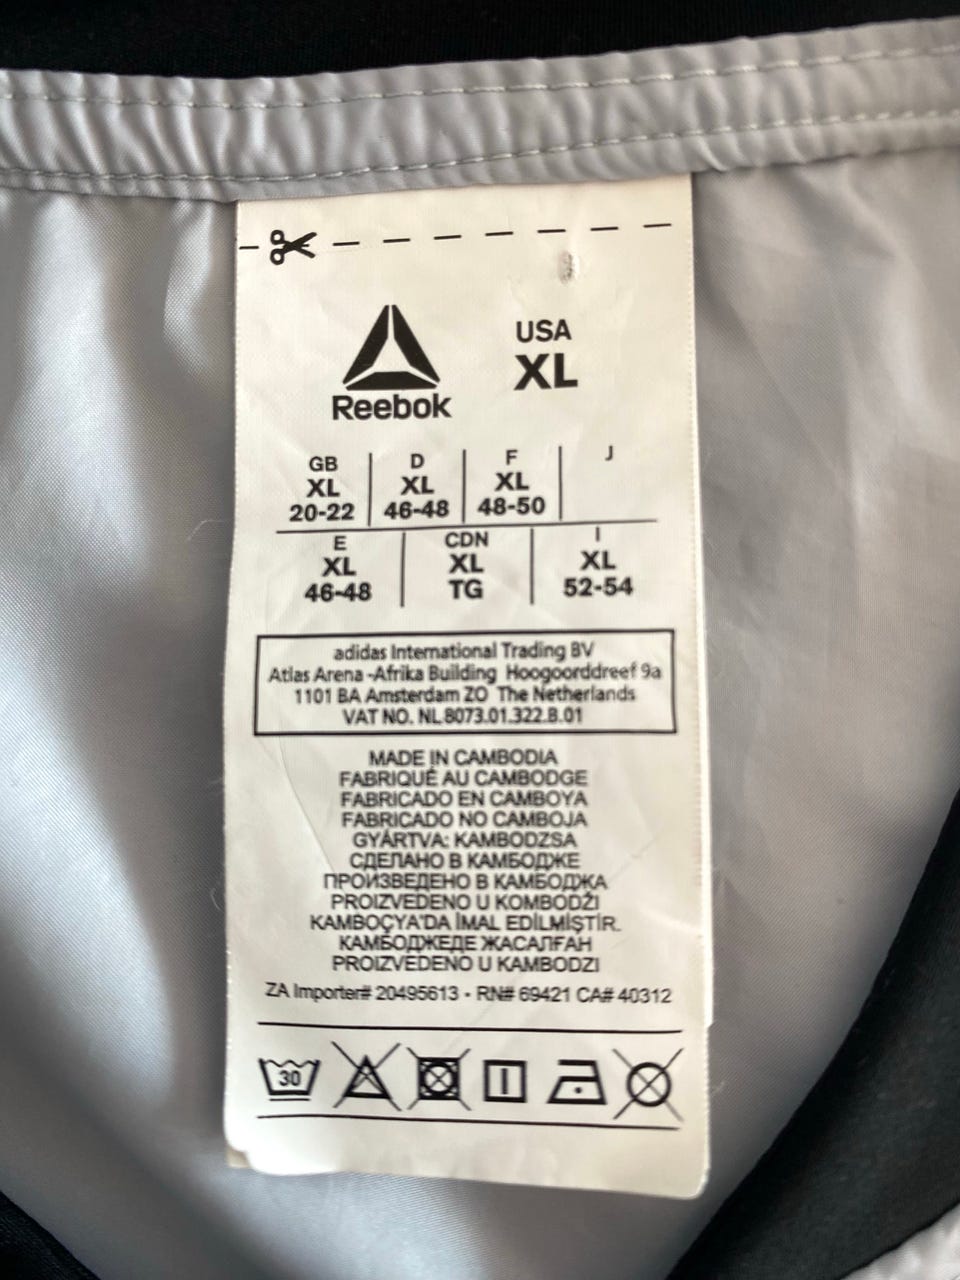 Reebok
USA
XL
GB D F J
XL XL XL
20-22 46-48 48-50
E CDN I
XL XL XL
46-48 TG 52-54
adidas International Trading BV
Atlas Arena -Afrika Building Hoogoorddreef 9a
1101 BA Amsterdam ZO The Netherlands
VAT NO. NL.8073.01.322.B.01
MADE IN CAMBODIA
FABRIQUÉ AU CAMBODGE
FABRICADO EN CAMBOYA
FABRICADO NO CAMBOJA
GYÁRTVA: KAMBODZSA
СДЕЛАНО В КАМБОДЖЕ
ПРОИЗВЕДЕНО В КАМБОДЖА
PROIZVEDENO U KOMBODŽI
KAMBOÇYA'DA İMAL EDİLMİŞTİR.
КАМБОДЖЕДЕ ЖАСАЛҒАН
PROIZVEDENO U KAMBODZI
ZA Importer# 20495613 - RN# 69421 CA# 40312
30